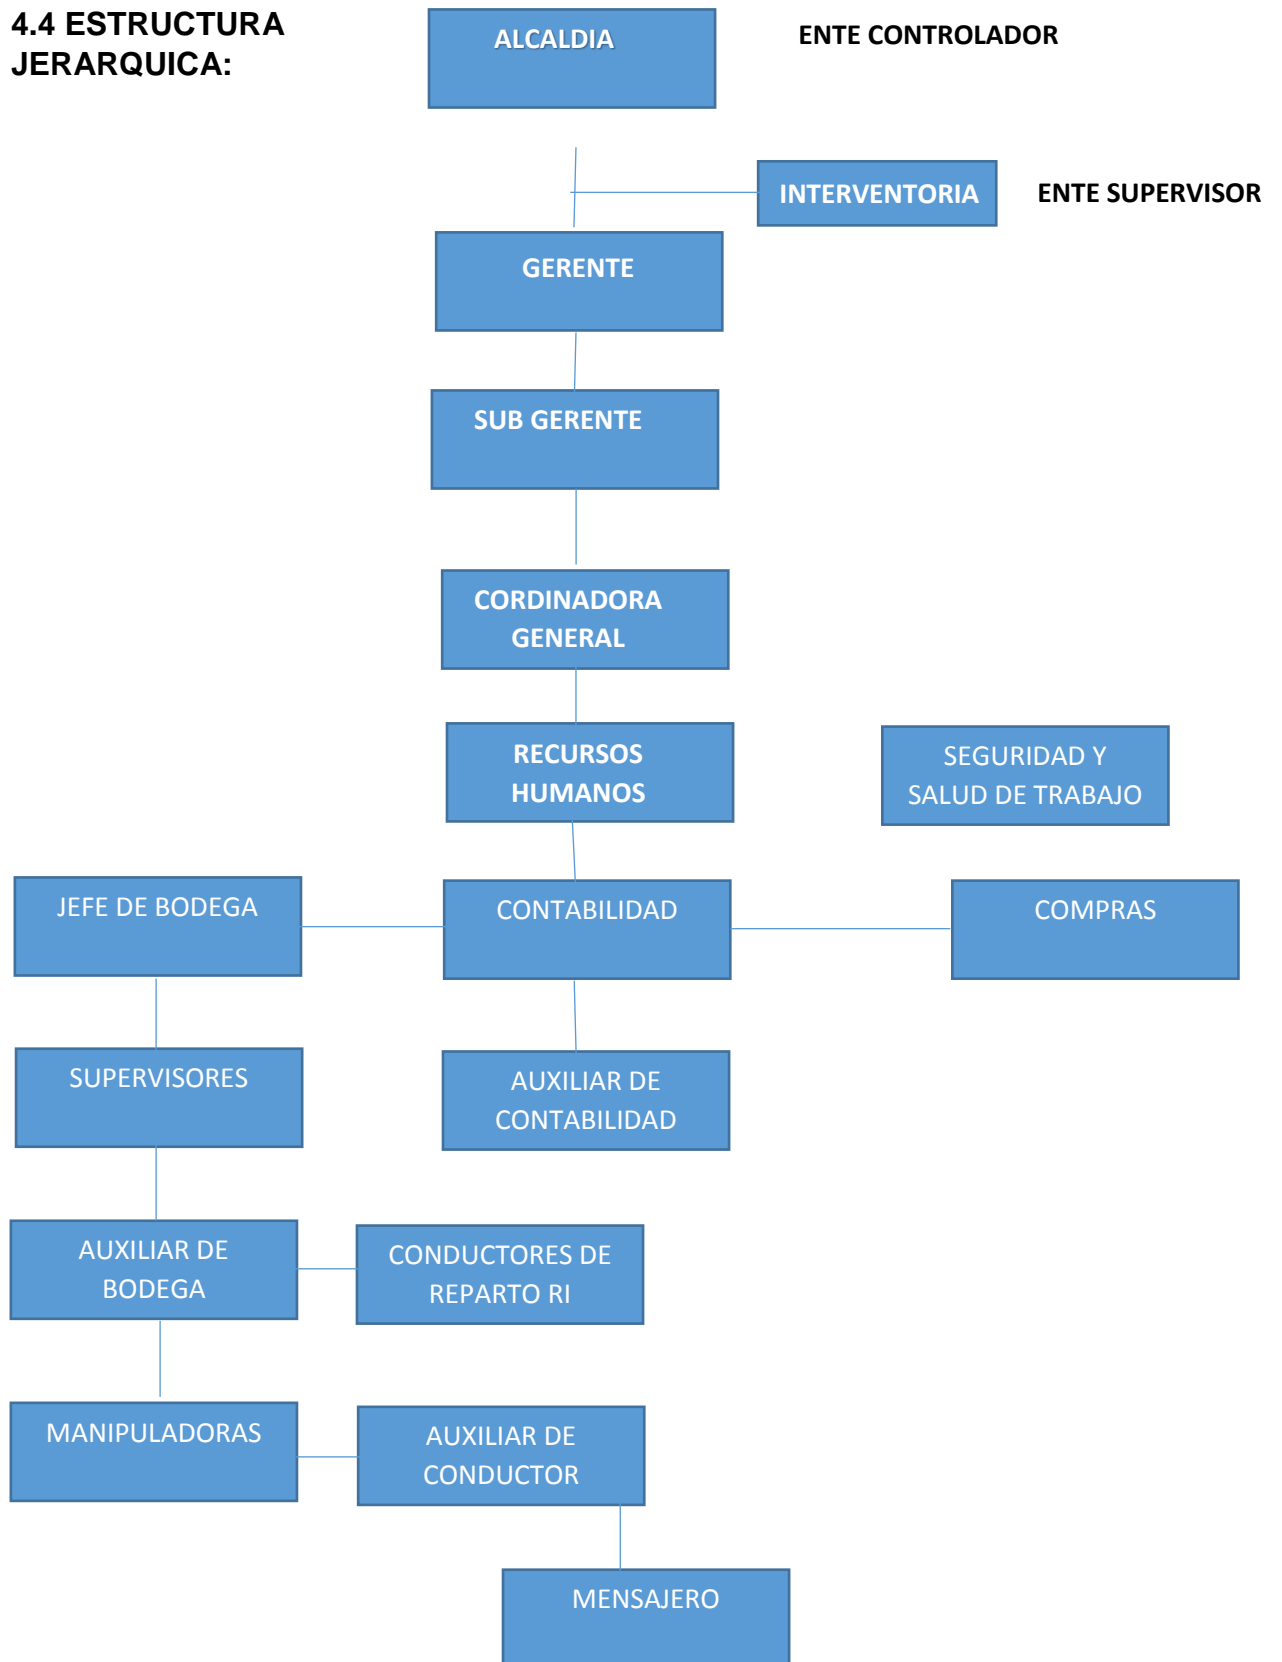 4.4 ESTRUCTURA
JERARQUICA:
ALCALDIA
ENTE CONTROLADOR
INTERVENTORIA
ENTE SUPERVISOR
GERENTE
SUB GERENTE
CORDINADORA
GENERAL
RECURSOS
HUMANOS
SEGURIDAD Y
SALUD DE TRABAJO
JEFE DE BODEGA
CONTABILIDAD
COMPRAS
SUPERVISORES
AUXILIAR DE
CONTABILIDAD
AUXILIAR DE
BODEGA
CONDUCTORES DE
REPARTO RI
MANIPULADORAS
AUXILIAR DE
CONDUCTOR
MENSAJERO